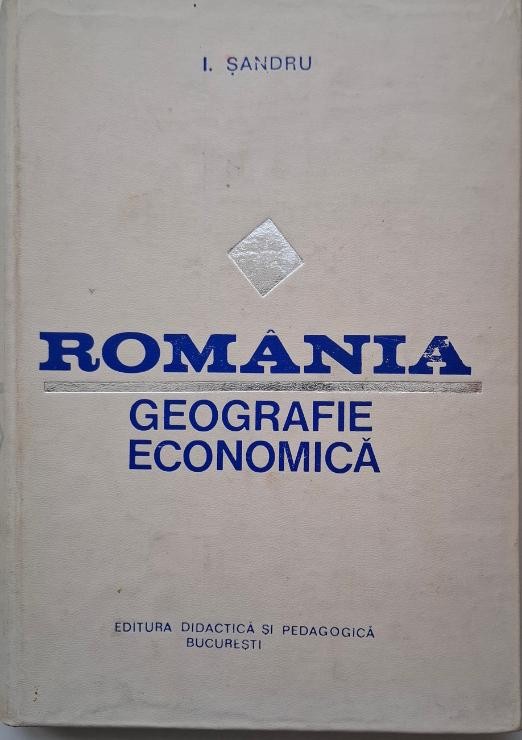 I. ȘANDRU
ROMÂNIA
GEOGRAFIE
ECONOMICĂ
EDITURA DIDACTICĂ ȘI PEDAGOGICĂ
BUCUREȘTI